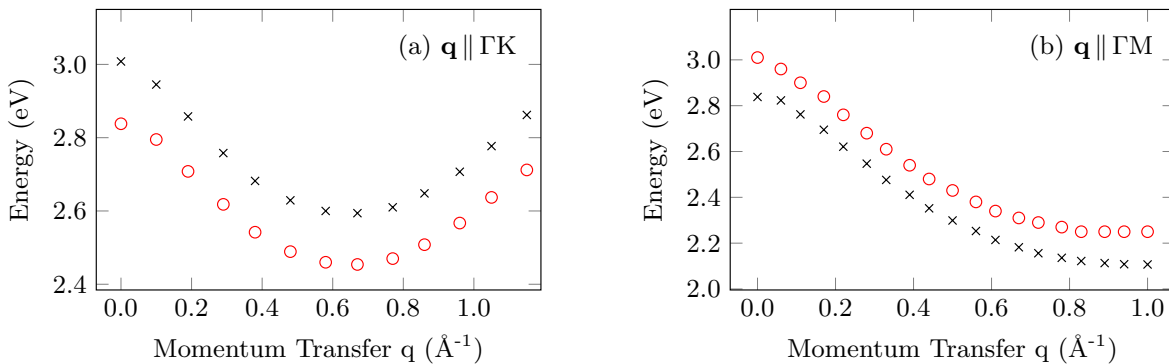 (a) q ∥ ΓK
3.0
2.8
2.6
2.4
Energy (eV)
0.0 0.2 0.4 0.6 0.8 1.0
Momentum Transfer q (Å⁻¹)
(b) q ∥ ΓM
3.0
2.8
2.6
2.4
2.2
2.0
Energy (eV)
0.0 0.2 0.4 0.6 0.8 1.0
Momentum Transfer q (Å⁻¹)